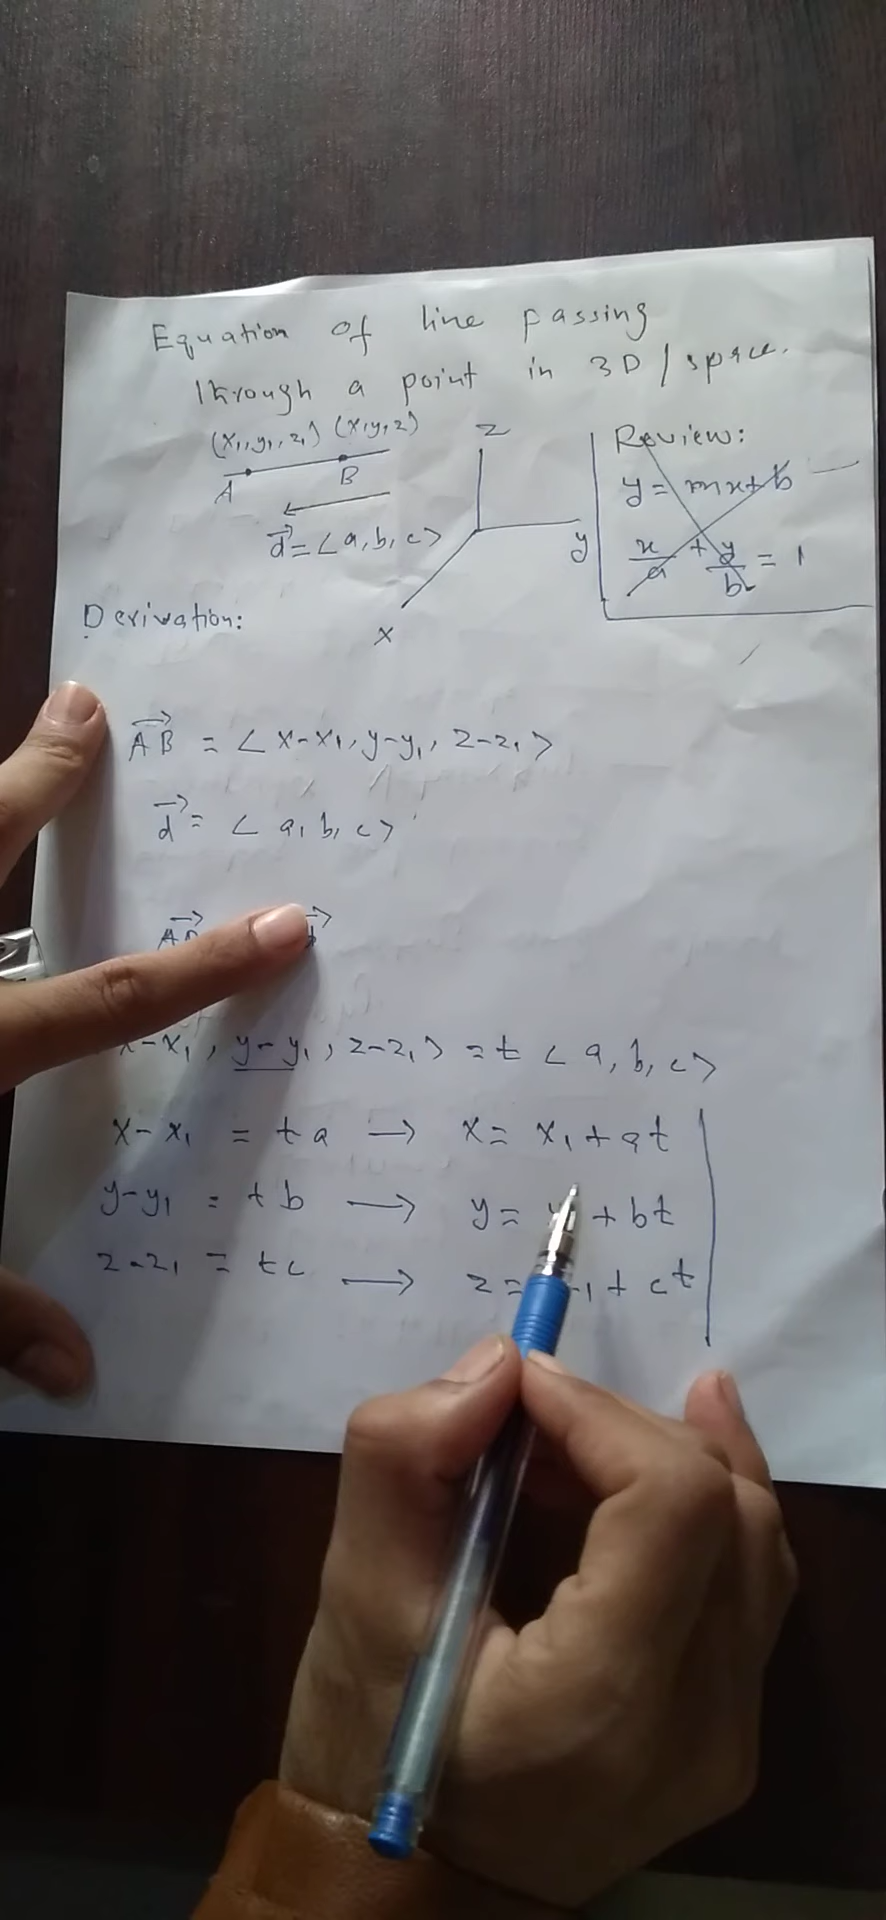 Equation of line passing
through a point in 3D / space.
(x₁, y₁, z₁) (x, y, z)
A B
d⃗ = < a, b, c >
z
y
x
Review:
y = mx + b
x/a + y/b = 1
Derivation:
AB⃗ = < x-x₁, y-y₁, z-z₁ >
d⃗ = < a, b, c >
x-x₁, y-y₁, z-z₁ > = t < a, b, c >
x-x₁ = ta → x = x₁ + at
y-y₁ = tb → y = + bt
z-z₁ = tc → z = ₁ + ct